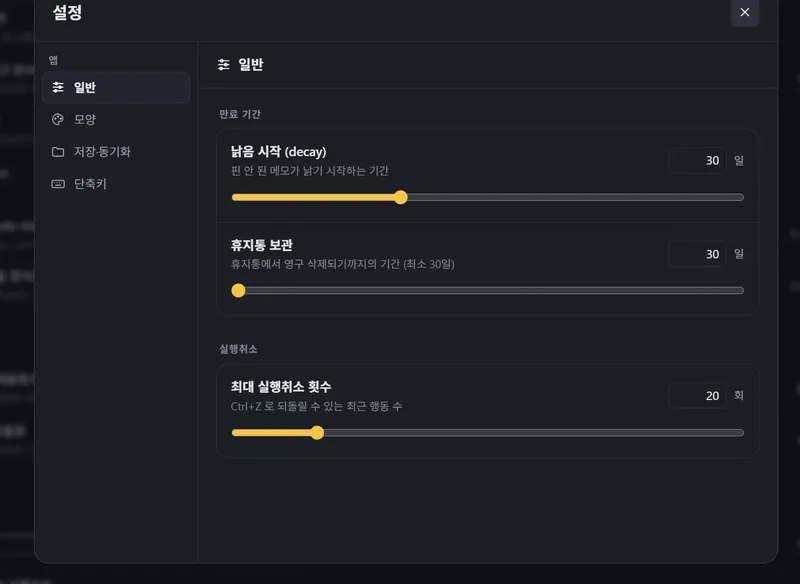 설정
앱
일반
모양
저장·동기화
단축키
일반
만료 기간
낡음 시작 (decay)
핀 안 된 메모가 낡기 시작하는 기간
30 일
휴지통 보관
휴지통에서 영구 삭제되기까지의 기간 (최소 30일)
30 일
실행취소
최대 실행취소 횟수
Ctrl+Z 로 되돌릴 수 있는 최근 행동 수
20 회